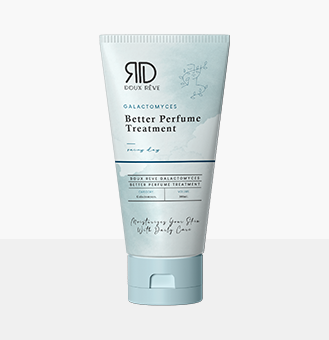 RD
DOUX RÊVE
GALACTOMYCES
Better Perfume
Treatment
rainy day
DOUX RÊVE GALACTOMYCES
BETTER PERFUME TREATMENT
Moisturizes Your Skin
With Daily Care